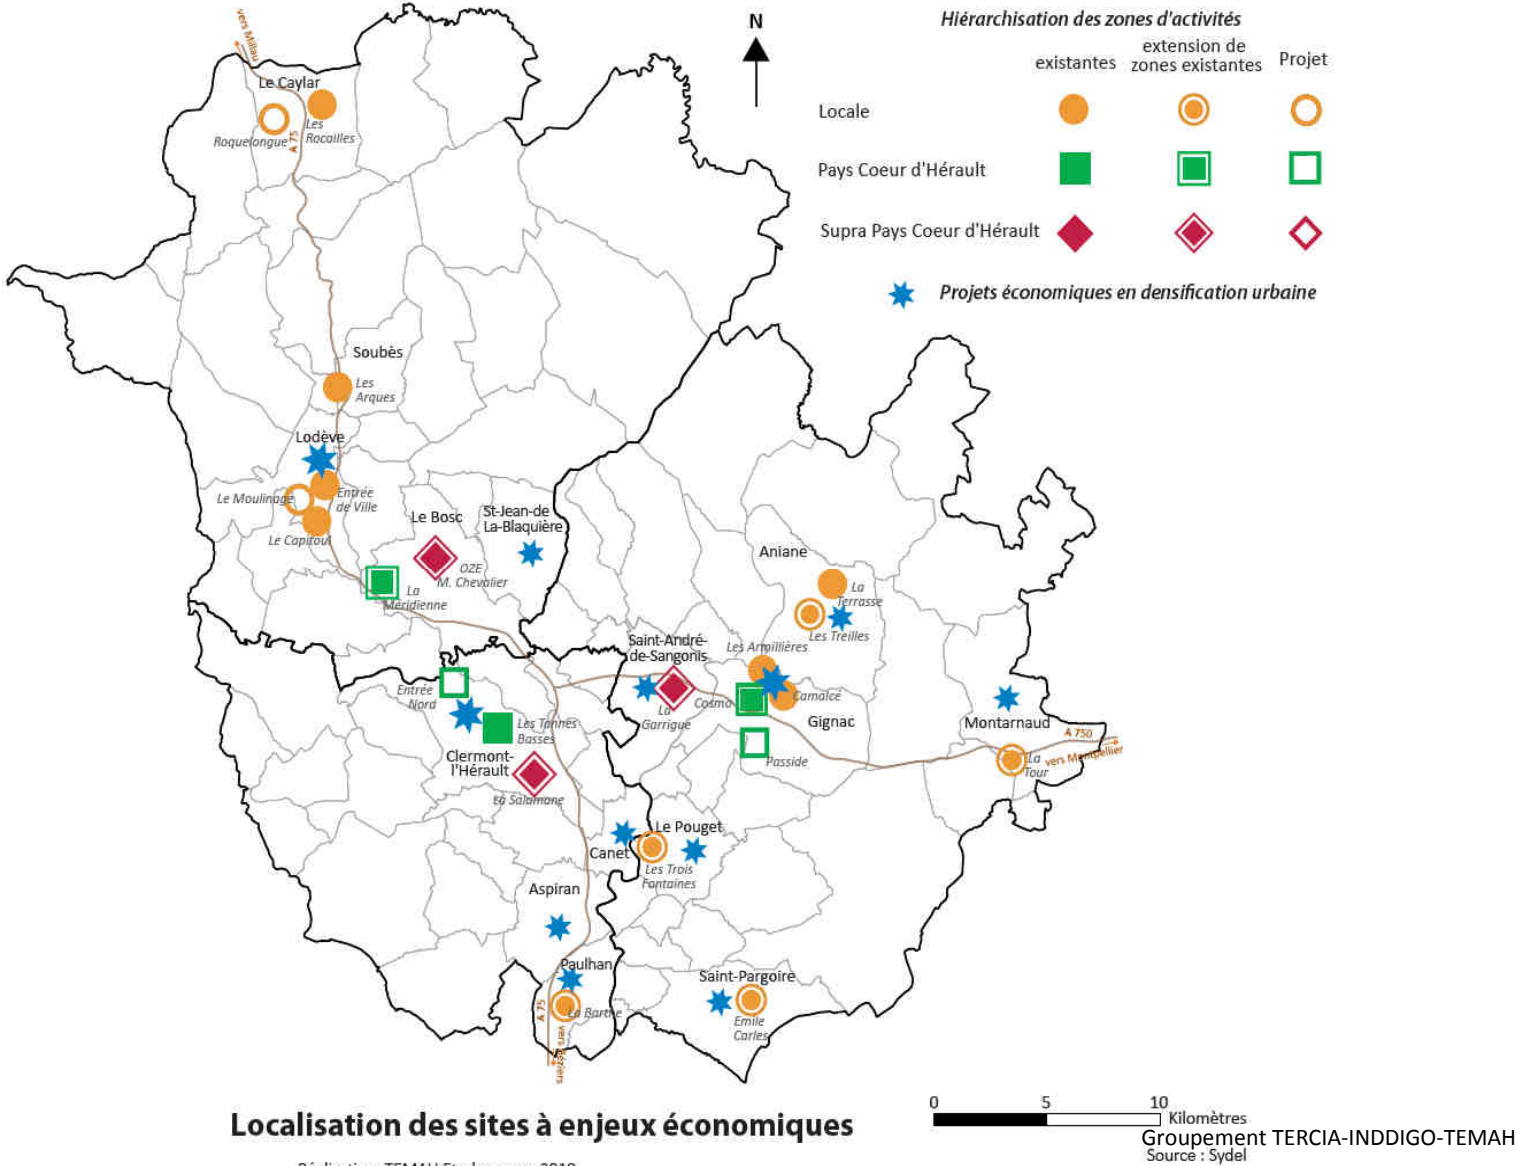 Hiérarchisation des zones d'activités
existantes
extension de
zones existantes
Projet
Locale
Pays Coeur d'Hérault
Supra Pays Coeur d'Hérault
Projets économiques en densification urbaine
N
vers Millau
Le Caylar
Roquelongue
A 75
Les
Rocailles
Soubès
Les
Arques
Lodève
Le Moulinage
Entrée
de Ville
Le Capitoul
Le Bosc
St-Jean-de
La-Blaquière
O2E
M. Chevalier
La
Méridienne
Aniane
La
Terrasse
Les Treilles
Saint-André-
de-Sangonis
Les Armillières
La
Garrigue
Cosmo
Camalcé
Gignac
Passide
Montarnaud
A 750
vers Montpellier
La
Tour
Entrée
Nord
Les Tannes
Basses
Clermont-
l'Hérault
La Salamane
Canet
Le Pouget
Les Trois
Fontaines
Aspiran
Paulhan
La Barthe
A 75
vers Béziers
Saint-Pargoire
Emile
Carles
Localisation des sites à enjeux économiques
0 5 10
Kilomètres
Groupement TERCIA-INDDIGO-TEMAH
Source : Sydel